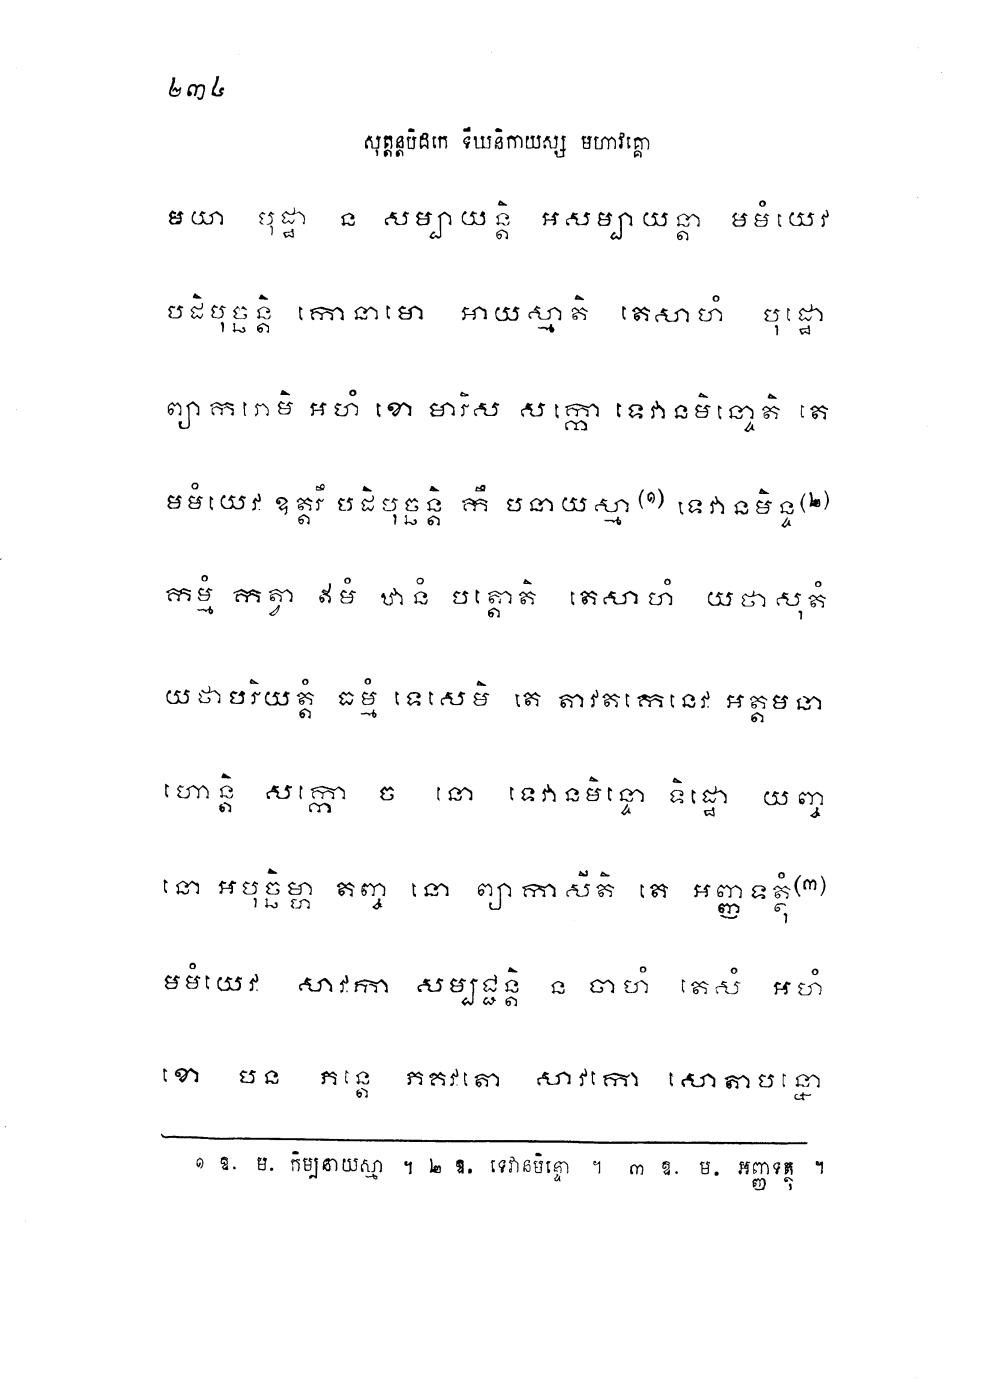 ២៣៤
សុត្តន្តបិដកេ ទីឃនិកាយស្ស មហាវគ្គោ
មយា បុដ្ឋា ន សម្បាយន្តិ អសម្បាយន្តា មមំយេវ
បដិបុច្ឆន្តិ កោនាមោ អាយស្មាតិ តេសាហំ បុដ្ឋោ
ព្យាករោមិ អហំ ខោ មារិស សក្កោ ទេវានមិន្ទោតិ តេ
មមំយេវ ឧត្តរឹ បដិបុច្ឆន្តិ កឹ បនាយស្មា(១) ទេវានមិន្ទ(២)
កម្មំ កត្វា ឥមំ ឋានំ បត្តោតិ តេសាហំ យថាសុតំ
យថាបរិយត្តំ ធម្មំ ទេសេមិ តេ តាវតកេនេវ អត្តមនា
ហោន្តិ សក្កោ ច នោ ទេវានមិន្ទោ ទិដ្ឋោ យញ្ច
នោ អបុច្ឆិម្ហា តញ្ច នោ ព្យាកាសីតិ តេ អញ្ញទត្ថុំ(៣)
មមំយេវ សាវកា សម្បជ្ជន្តិ ន ចាហំ តេសំ អហំ
ខោ បន ភន្តេ ភគវតោ សាវកោ សោតាបន្នោ
១ ឱ. ម. កិម្បនាយស្មា ។ ២ ឱ. ទេវានមិន្ទោ ។ ៣ ឱ. ម. អញ្ញទត្ថុ ។